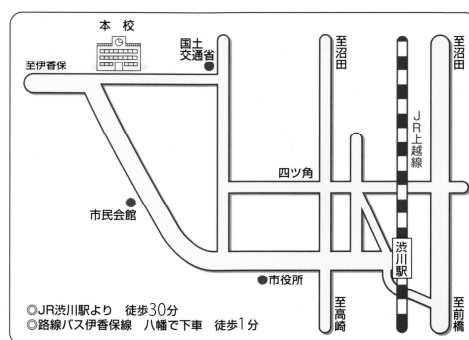 本 校
至伊香保
国土
交通省
至沼田
至沼田
JR上越線
四ツ角
市民会館
渋川駅
市役所
至高崎
至前橋
◎JR渋川駅より 徒歩30分
◎路線バス伊香保線 八幡で下車 徒歩1分